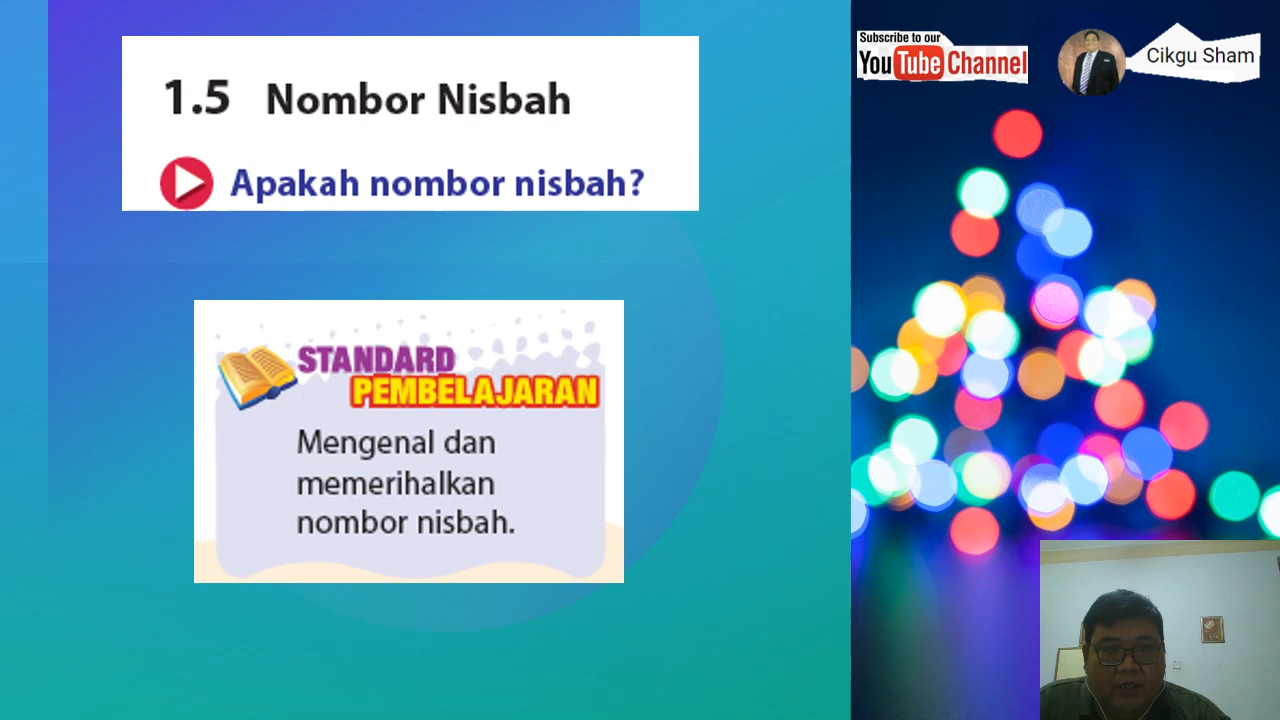 1.5 Nombor Nisbah
Apakah nombor nisbah?
STANDARD
PEMBELAJARAN
Mengenal dan
memerihalkan
nombor nisbah.
Subscribe to our
YouTube Channel
Cikgu Sham